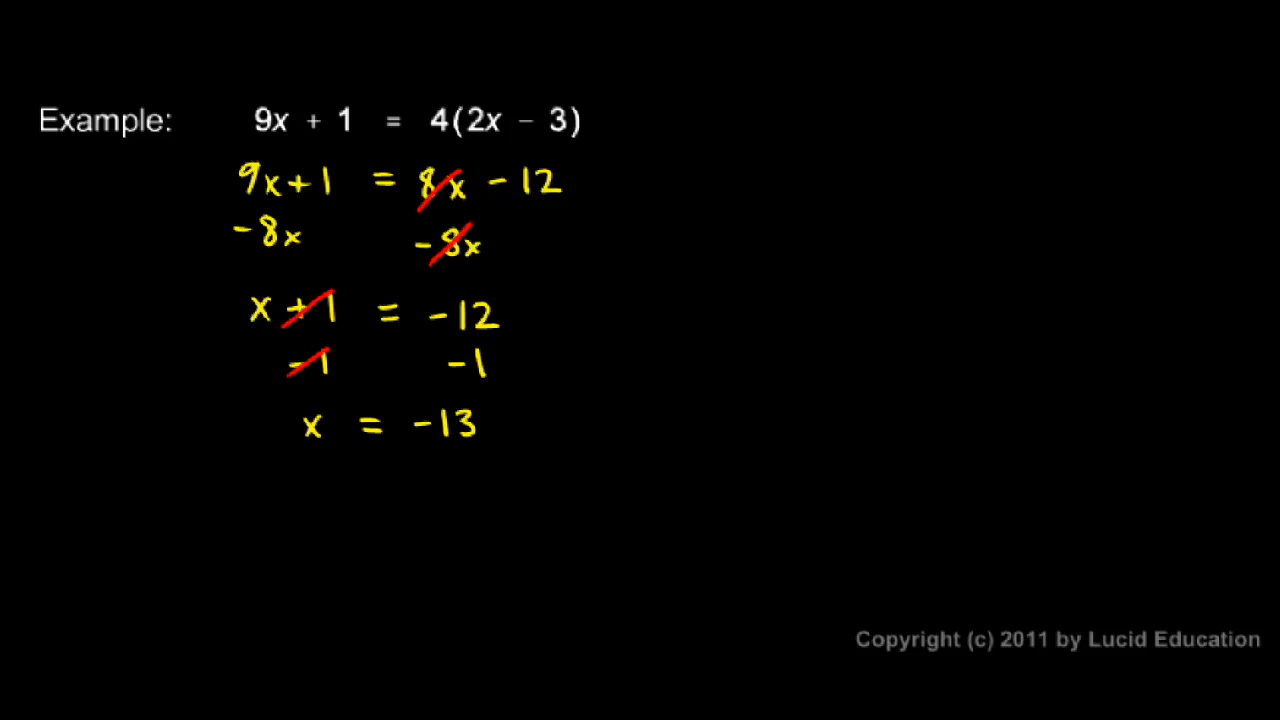 Example: 9x + 1 = 4(2x − 3)
9x + 1 = 8x − 12
−8x −8x
x + 1 = −12
−1 −1
x = −13
Copyright (c) 2011 by Lucid Education